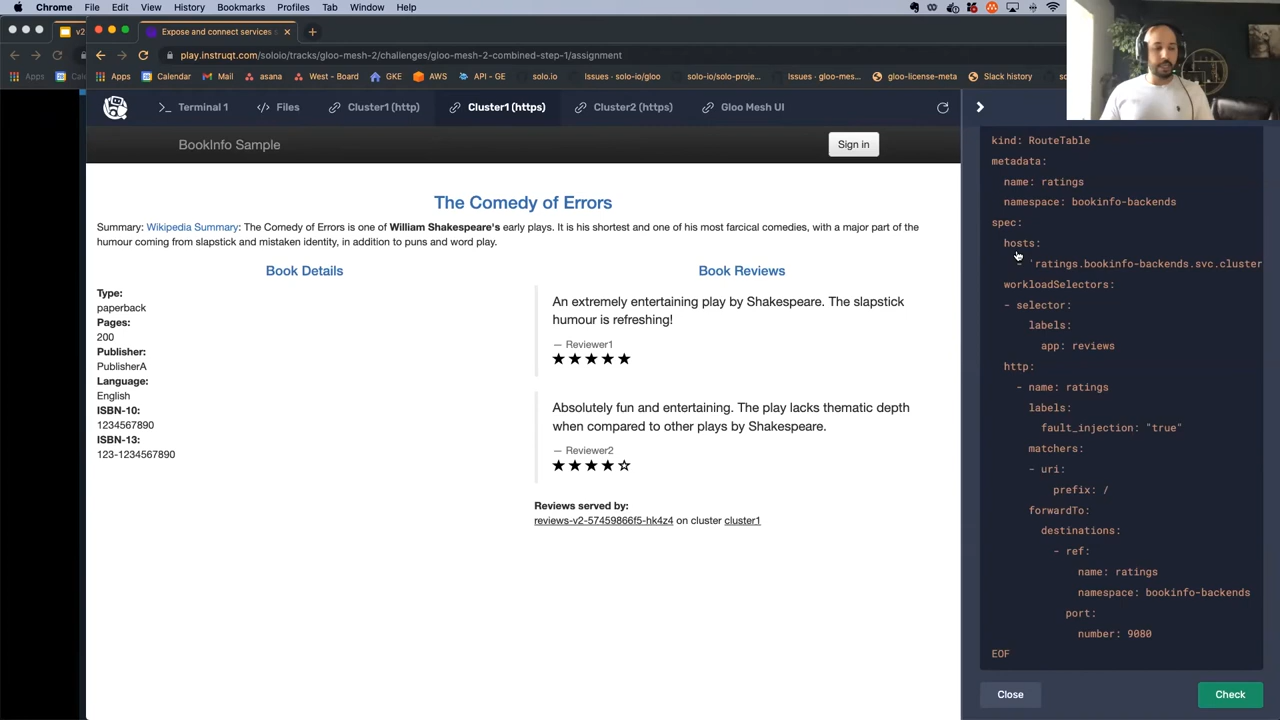 Chrome File Edit View History Bookmarks Profiles Tab Window Help
v2
Expose and connect services
play.instruqt.com/soloio/tracks/gloo-mesh-2/challenges/gloo-mesh-2-combined-step-1/assignment
Apps
Apps Calendar Mail asana West - Board GKE AWS API - GE solo.io Issues · solo-io/gloo solo-io/solo-proje... Issues · gloo-mes... gloo-license-meta Slack history
Terminal 1 Files Cluster1 (http) Cluster1 (https) Cluster2 (https) Gloo Mesh UI
BookInfo Sample
Sign in
The Comedy of Errors
Summary: Wikipedia Summary: The Comedy of Errors is one of William Shakespeare's early plays. It is his shortest and one of his most farcical comedies, with a major part of the
humour coming from slapstick and mistaken identity, in addition to puns and word play.
Book Details
Type:
paperback
Pages:
200
Publisher:
PublisherA
Language:
English
ISBN-10:
1234567890
ISBN-13:
123-1234567890
Book Reviews
An extremely entertaining play by Shakespeare. The slapstick
humour is refreshing!
— Reviewer1
★★★★★
Absolutely fun and entertaining. The play lacks thematic depth
when compared to other plays by Shakespeare.
— Reviewer2
★★★★☆
Reviews served by:
reviews-v2-57459866f5-hk4z4 on cluster cluster1
kind: RouteTable
metadata:
name: ratings
namespace: bookinfo-backends
spec:
hosts:
- 'ratings.bookinfo-backends.svc.cluster
workloadSelectors:
- selector:
labels:
app: reviews
http:
- name: ratings
labels:
fault_injection: "true"
matchers:
- uri:
prefix: /
forwardTo:
destinations:
- ref:
name: ratings
namespace: bookinfo-backends
port:
number: 9080
EOF
Close
Check